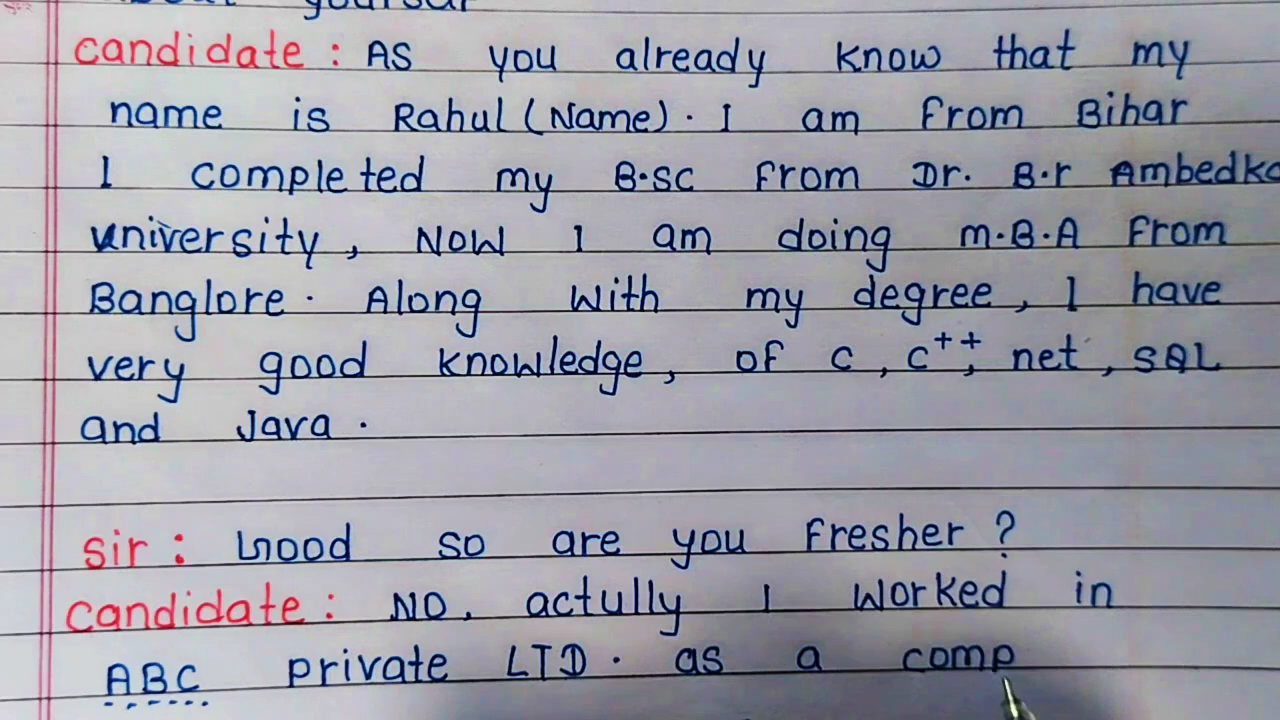 yourself
candidate : As you already know that my
name is Rahul (Name). I am from Bihar
I completed my B.sc from Dr. B.r Ambedka
university, Now I am doing m.B.A from
Banglore. Along with my degree, I have
very good knowledge, of c, c++, net, SQL
and Java.
sir : Good so are you fresher ?
candidate : No, actully I worked in
ABC private LTD. as a comp